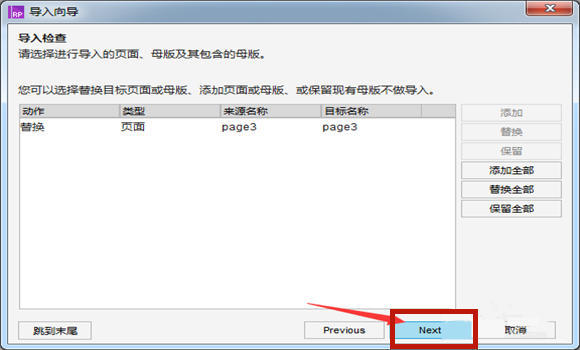 RP 导入向导
导入检查
请选择进行导入的页面、母版及其包含的母版。
您可以选择替换目标页面或母版、添加页面或母版、或保留现有母版不做导入。
动作 类型 来源名称 目标名称
替换 页面 page3 page3
添加
替换
保留
添加全部
替换全部
保留全部
跳到末尾 Previous Next 取消